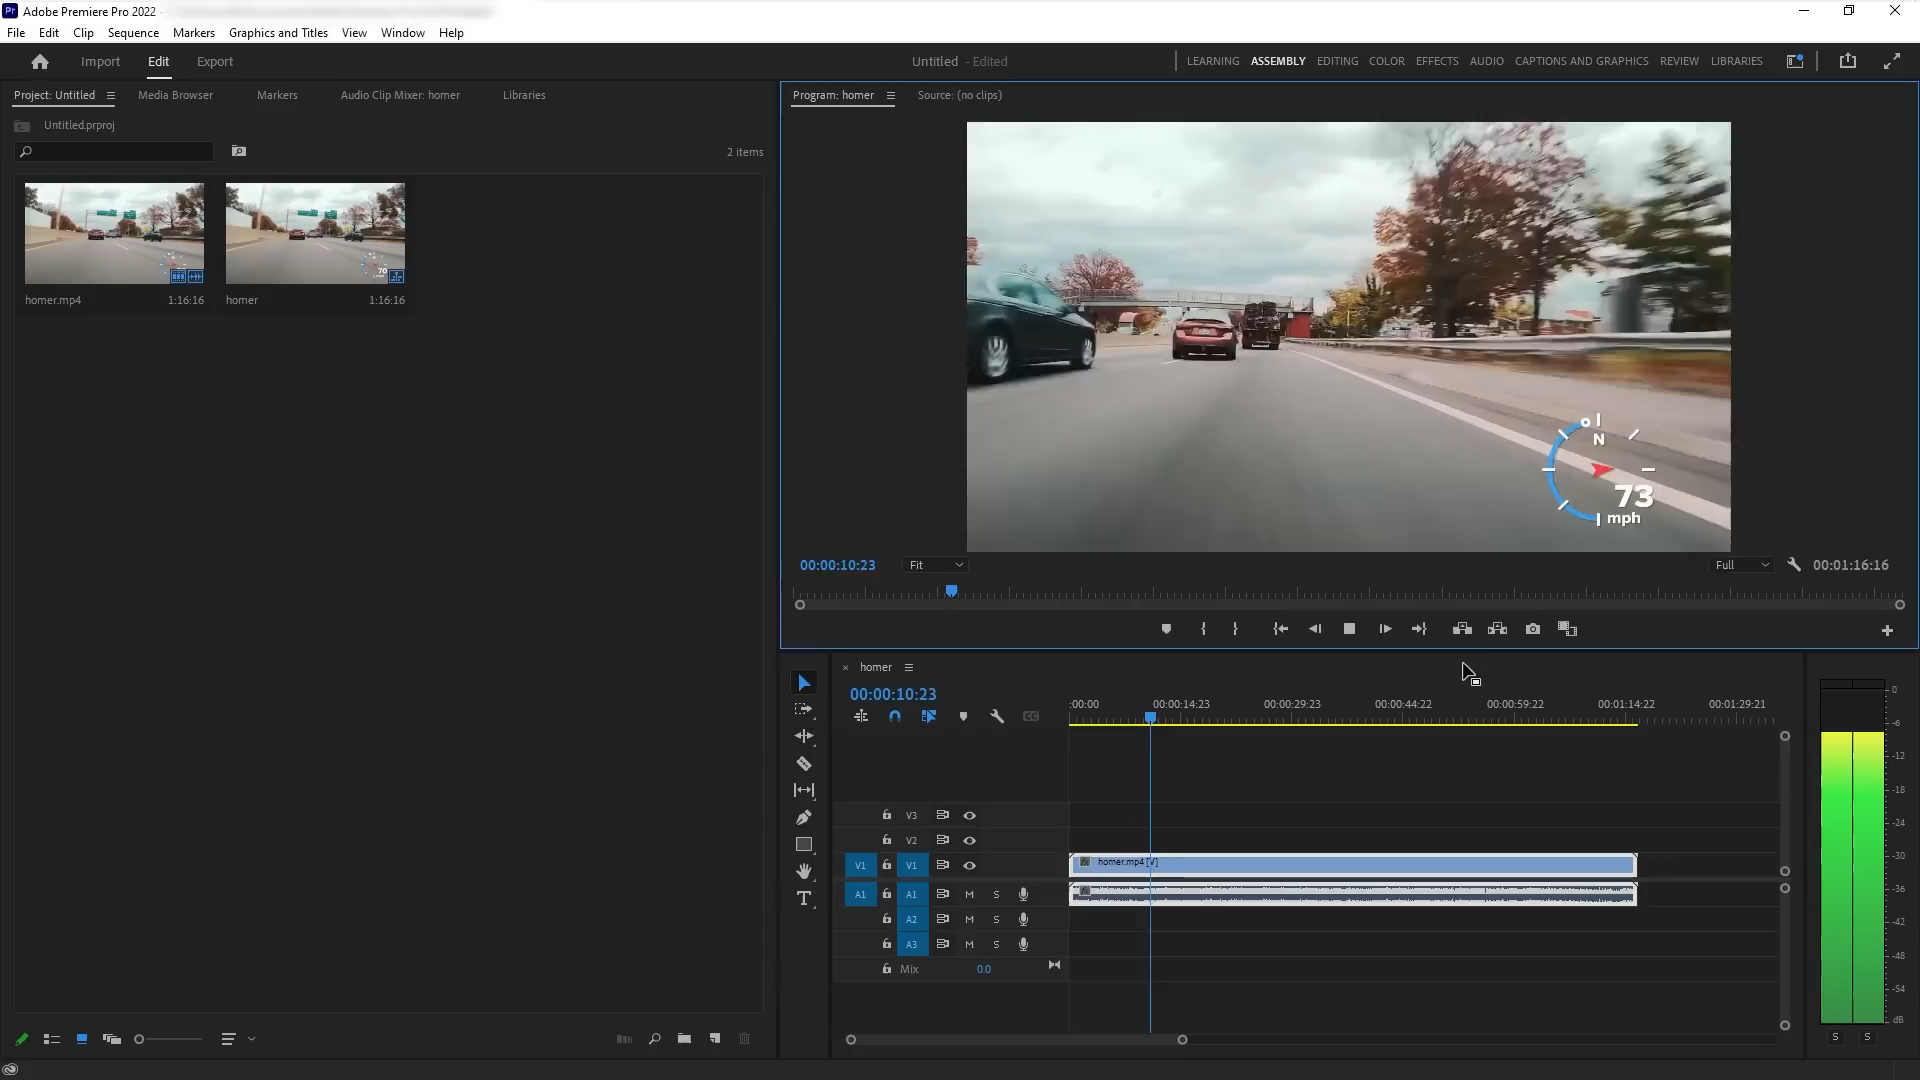 Pr Adobe Premiere Pro 2022
File Edit Clip Sequence Markers Graphics and Titles View Window Help
Import Edit Export
Untitled - Edited
LEARNING ASSEMBLY EDITING COLOR EFFECTS AUDIO CAPTIONS AND GRAPHICS REVIEW LIBRARIES
Project: Untitled Media Browser Markers Audio Clip Mixer: homer Libraries
Untitled.prproj
2 items
homer.mp4 1:16:16
homer 1:16:16
70
Program: homer Source: (no clips)
N
73
mph
00:00:10:23 Fit Full 00:01:16:16
homer
00:00:10:23
:00:00 00:00:14:23 00:00:29:23 00:00:44:22 00:00:59:22 00:01:14:22 00:01:29:21
CC
V3
V2
V1 V1 homer.mp4 [V]
fx
A1 A1 M S
fx
A2 M S
A3 M S
Mix 0.0
0
-6
-12
-18
-24
-30
-36
-42
-48
-54
dB
S S